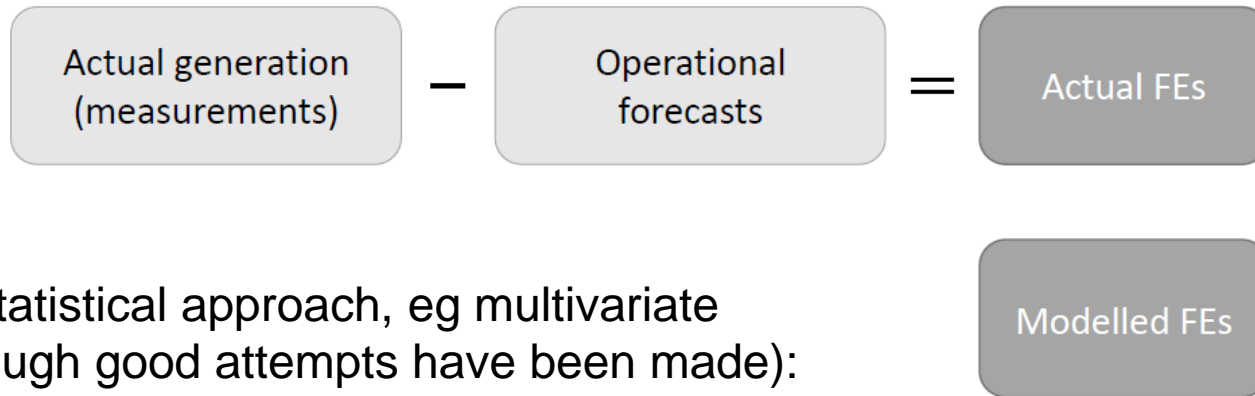 Actual generation
(measurements)
–
Operational
forecasts
=
Actual FEs
Modelled FEs
tatistical approach, eg multivariate
ugh good attempts have been made):